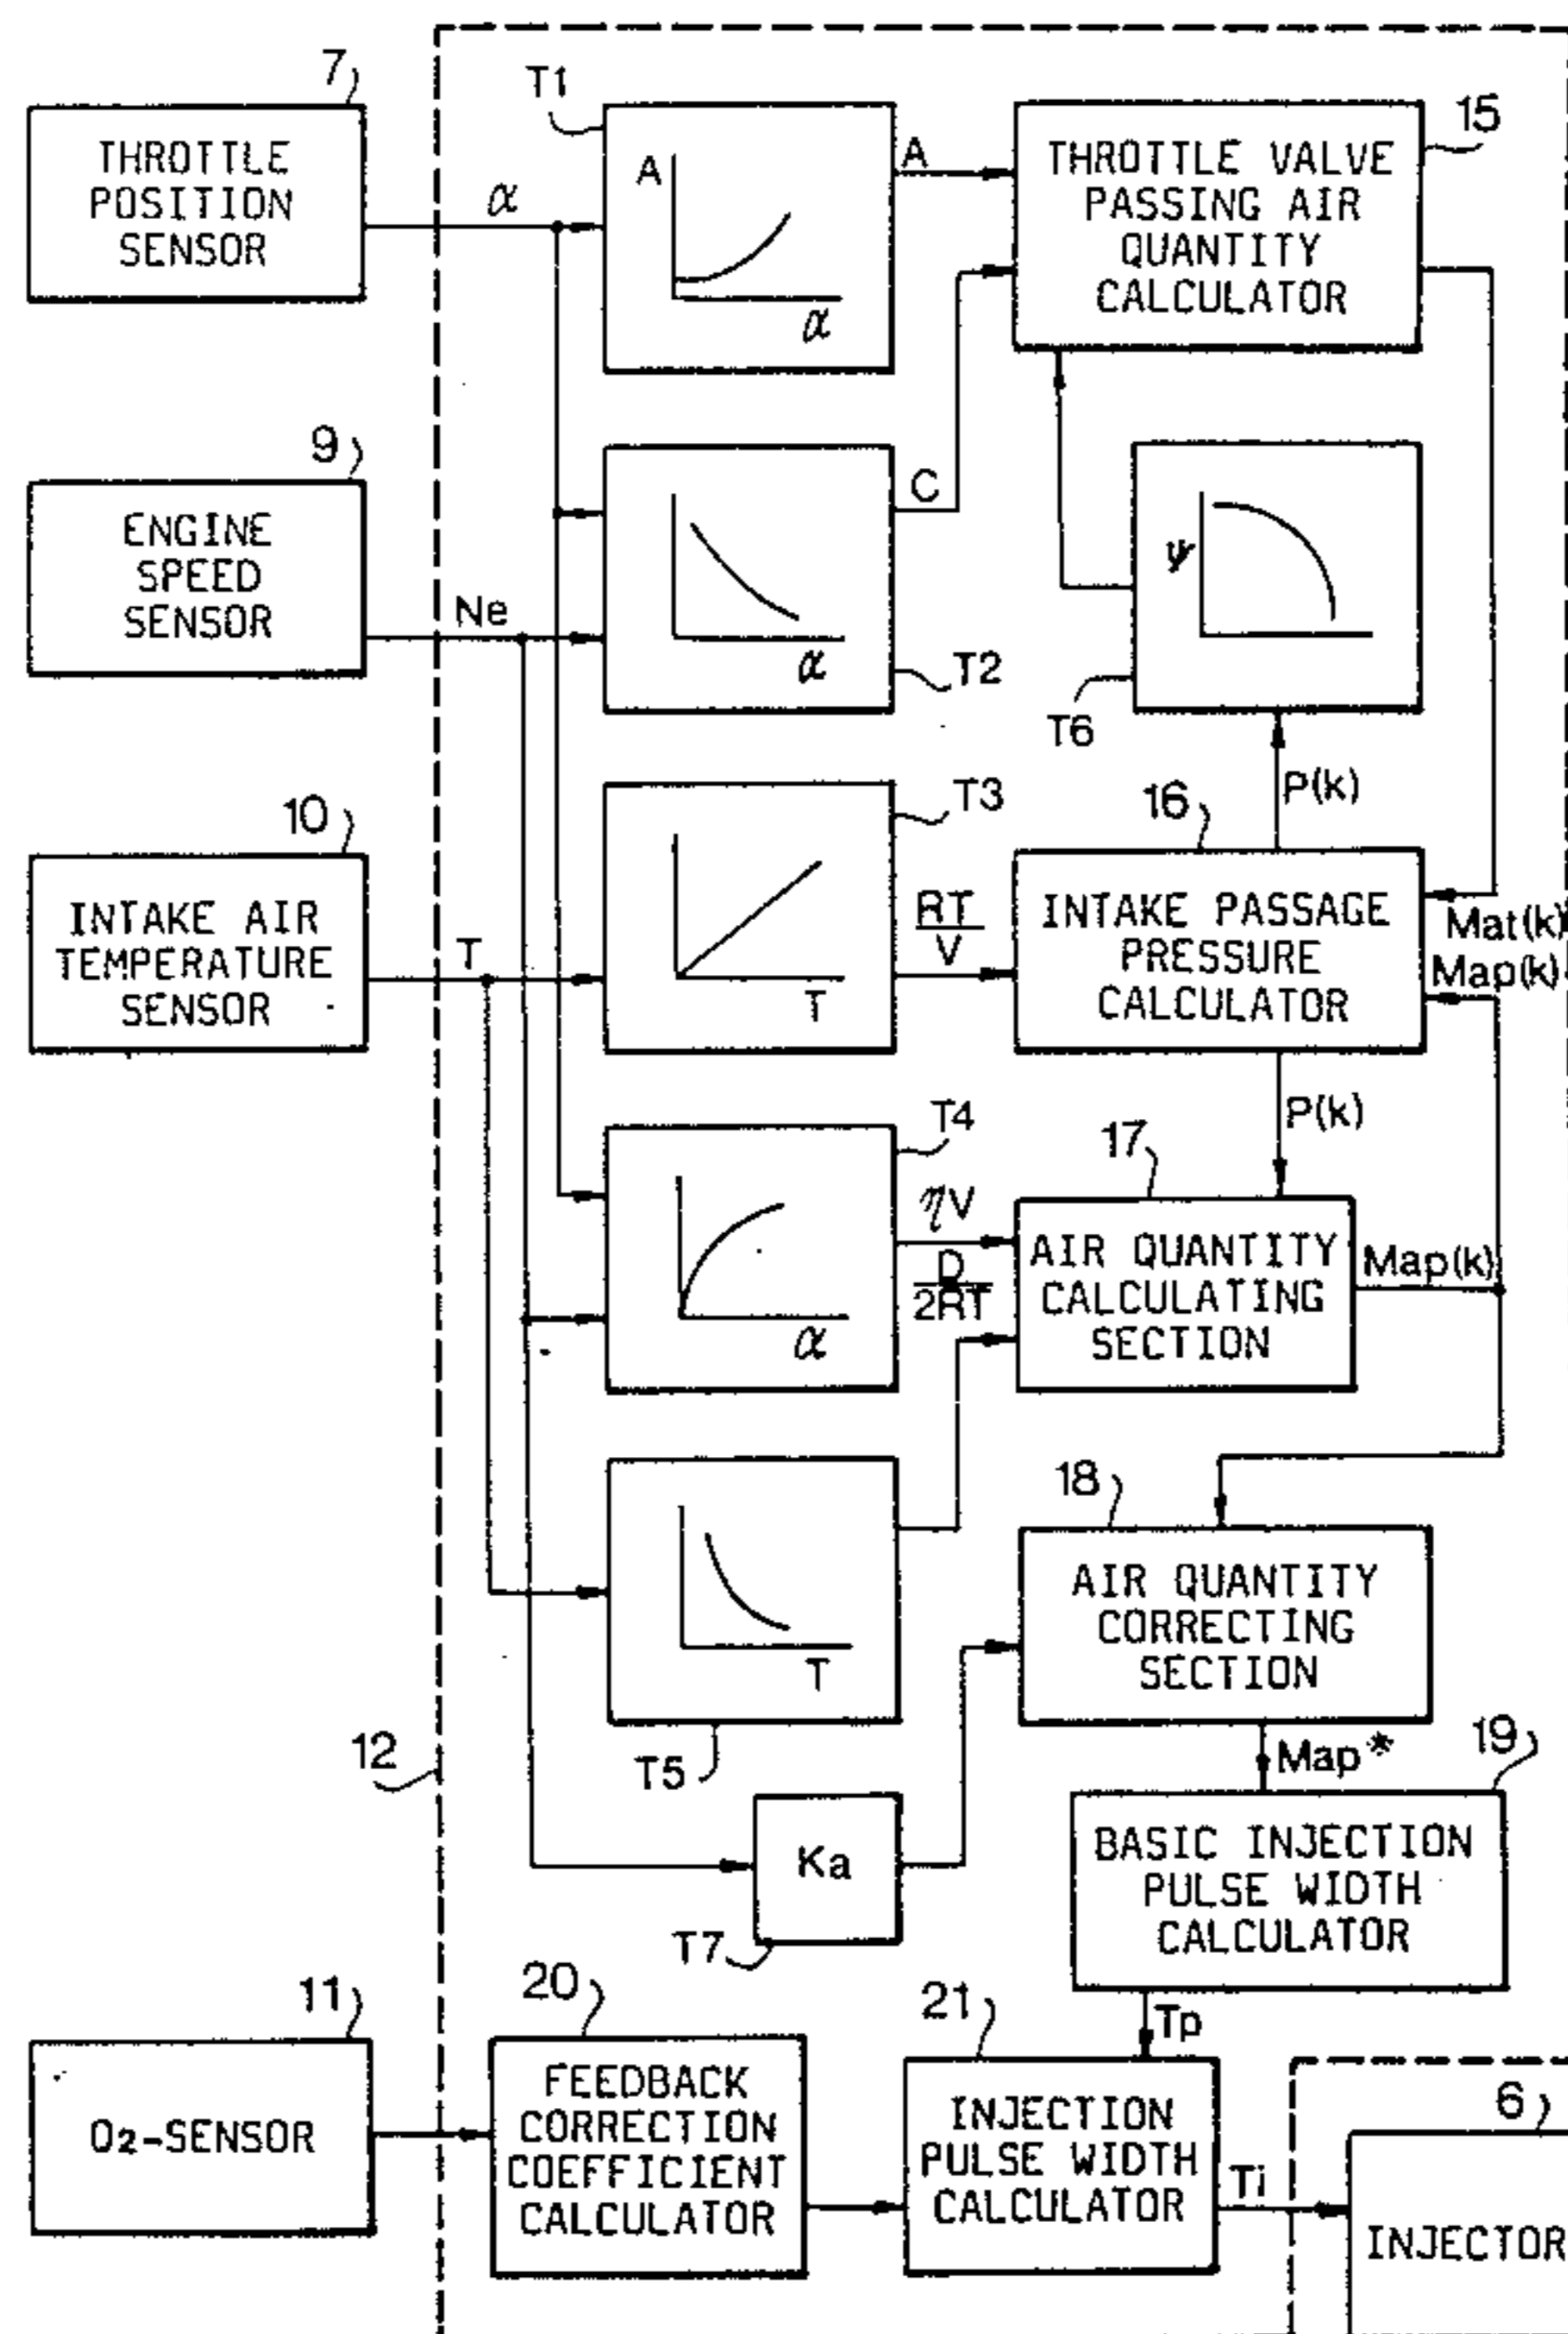 7
THROTTLE
POSITION
SENSOR
α
T1
A
α
A
15
THROTTLE VALVE
PASSING AIR
QUANTITY
CALCULATOR
9
ENGINE
SPEED
SENSOR
Ne
α
T2
C
ψ
T6
10
INTAKE AIR
TEMPERATURE
SENSOR
T
T3
T
RT
V
16
P(k)
INTAKE PASSAGE
PRESSURE
CALCULATOR
Mat(k)
Map(k)
P(k)
T4
α
ηV
D
2RT
17
AIR QUANTITY
CALCULATING
SECTION
Map(k)
T
T5
18
AIR QUANTITY
CORRECTING
SECTION
12
Map*
19
Ka
T7
BASIC INJECTION
PULSE WIDTH
CALCULATOR
Tp
11
O2-SENSOR
20
FEEDBACK
CORRECTION
COEFFICIENT
CALCULATOR
21
INJECTION
PULSE WIDTH
CALCULATOR
Ti
6
INJECTOR